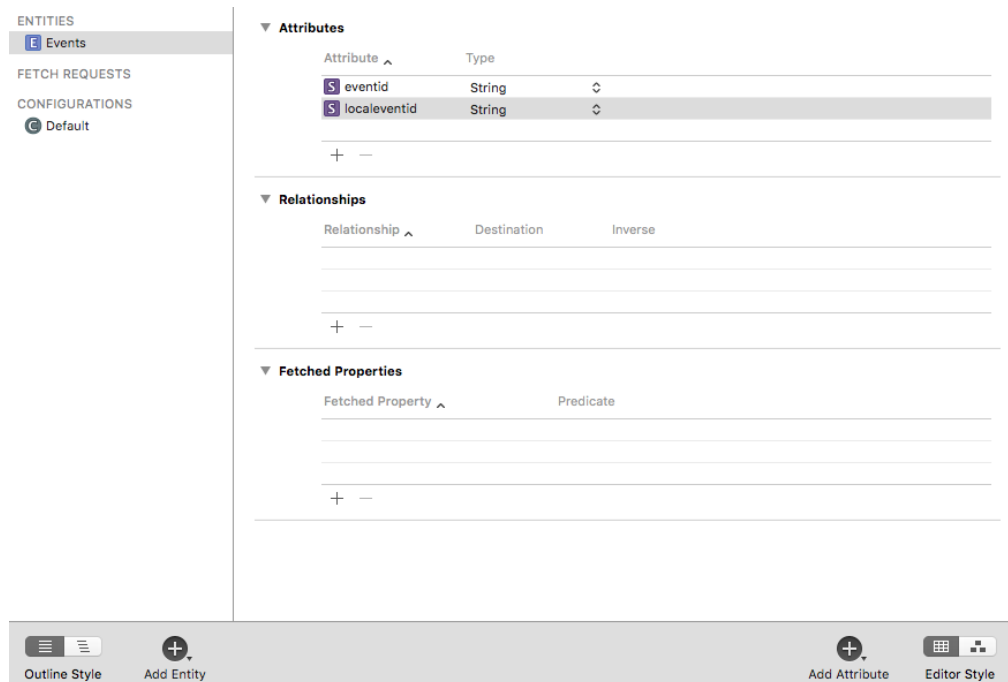 ENTITIES
E Events
FETCH REQUESTS
CONFIGURATIONS
C Default
Attributes
Attribute Type
S eventid String
S localeventid String
Relationships
Relationship Destination Inverse
Fetched Properties
Fetched Property Predicate
Outline Style Add Entity Add Attribute Editor Style